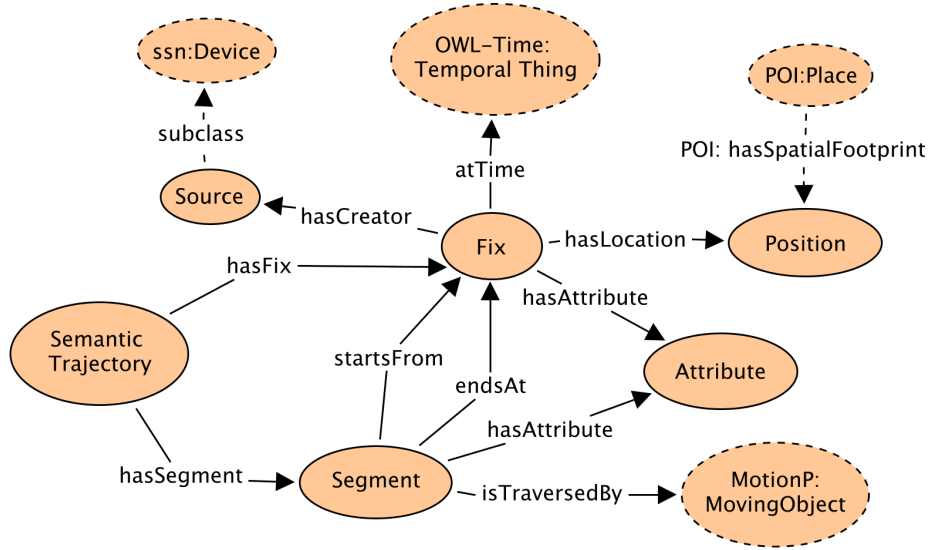 OWL-Time:
Temporal Thing
ssn:Device
POI:Place
subclass
POI: hasSpatialFootprint
atTime
Source
hasCreator
Fix
hasLocation
Position
hasFix
hasAttribute
Semantic
Trajectory
startsFrom
Attribute
endsAt
hasAttribute
hasSegment
Segment
isTraversedBy
MotionP:
MovingObject